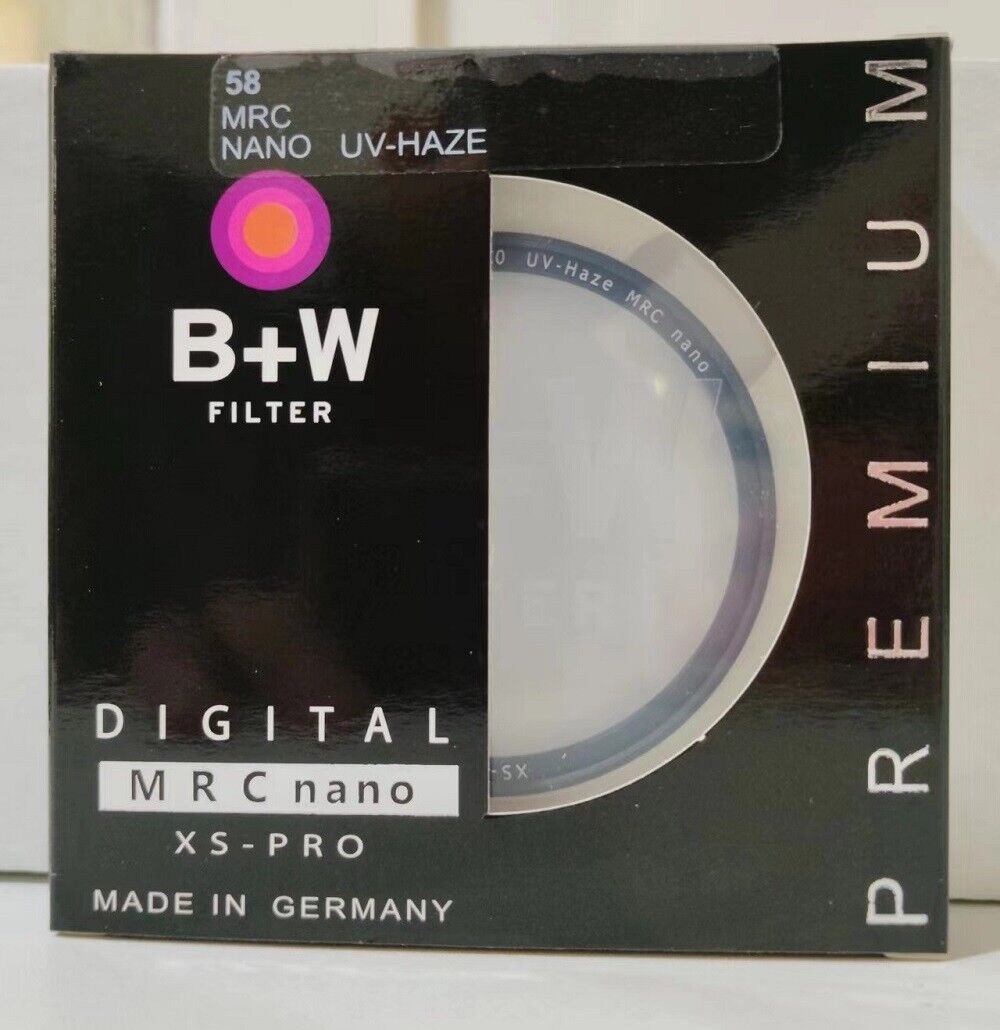 58
MRC
NANO UV-HAZE
B+W
FILTER
UV-Haze MRC nano
DIGITAL
MRC nano
XS-PRO
MADE IN GERMANY
PREMIUM